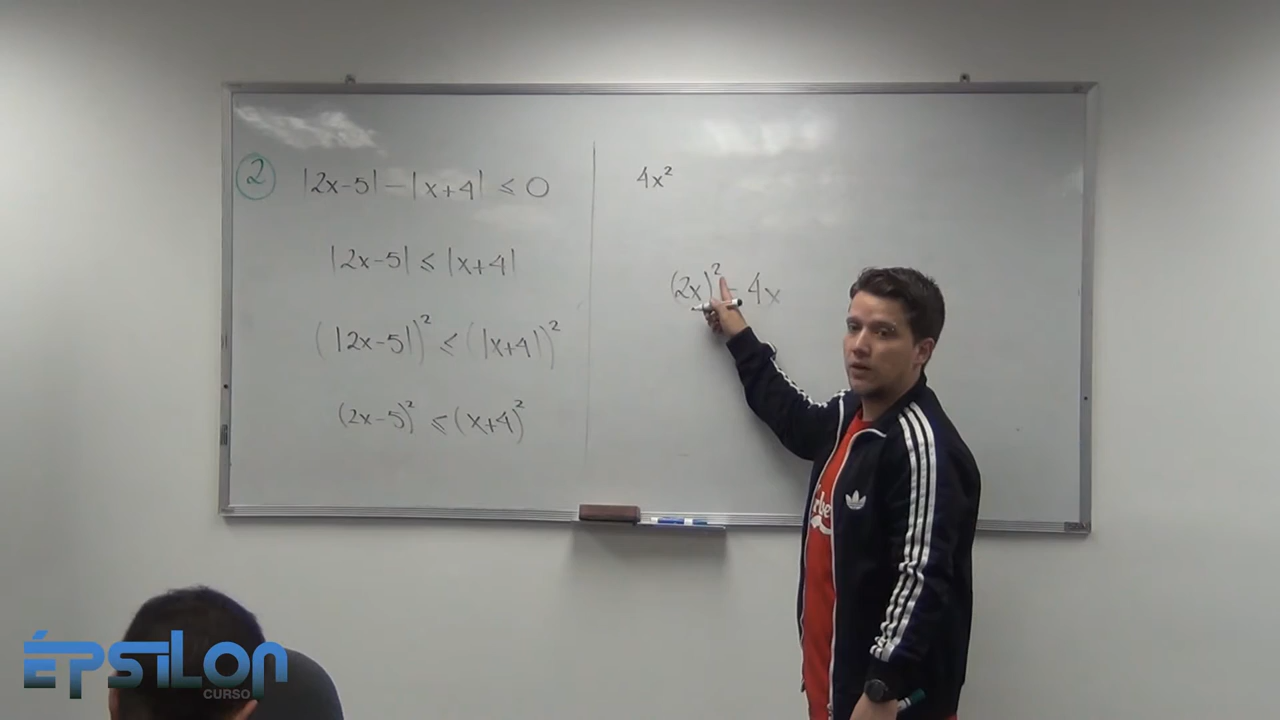 2 |2x-5| - |x+4| ≤ 0
|2x-5| ≤ |x+4|
(|2x-5|)² ≤ (|x+4|)²
(2x-5)² ≤ (x+4)²
4x²
(2x)² = 4x
ÉPSILON
CURSO